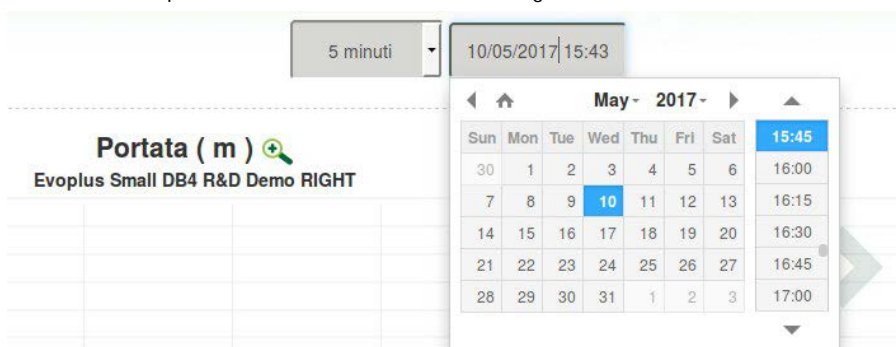 5 minuti 10/05/2017 15:43
May 2017
Sun Mon Tue Wed Thu Fri Sat 15:45
Portata ( m )
30 1 2 3 4 5 6 16:00
Evoplus Small DB4 R&D Demo RIGHT
7 8 9 10 11 12 13 16:15
14 15 16 17 18 19 20 16:30
21 22 23 24 25 26 27 16:45
28 29 30 31 1 2 3 17:00